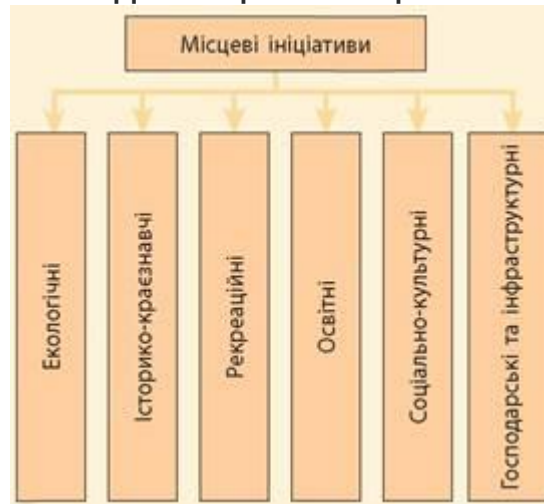 Місцеві ініціативи
Екологічні
Історико-краєзнавчі
Рекреаційні
Освітні
Соціально-культурні
Господарські та інфраструктурні